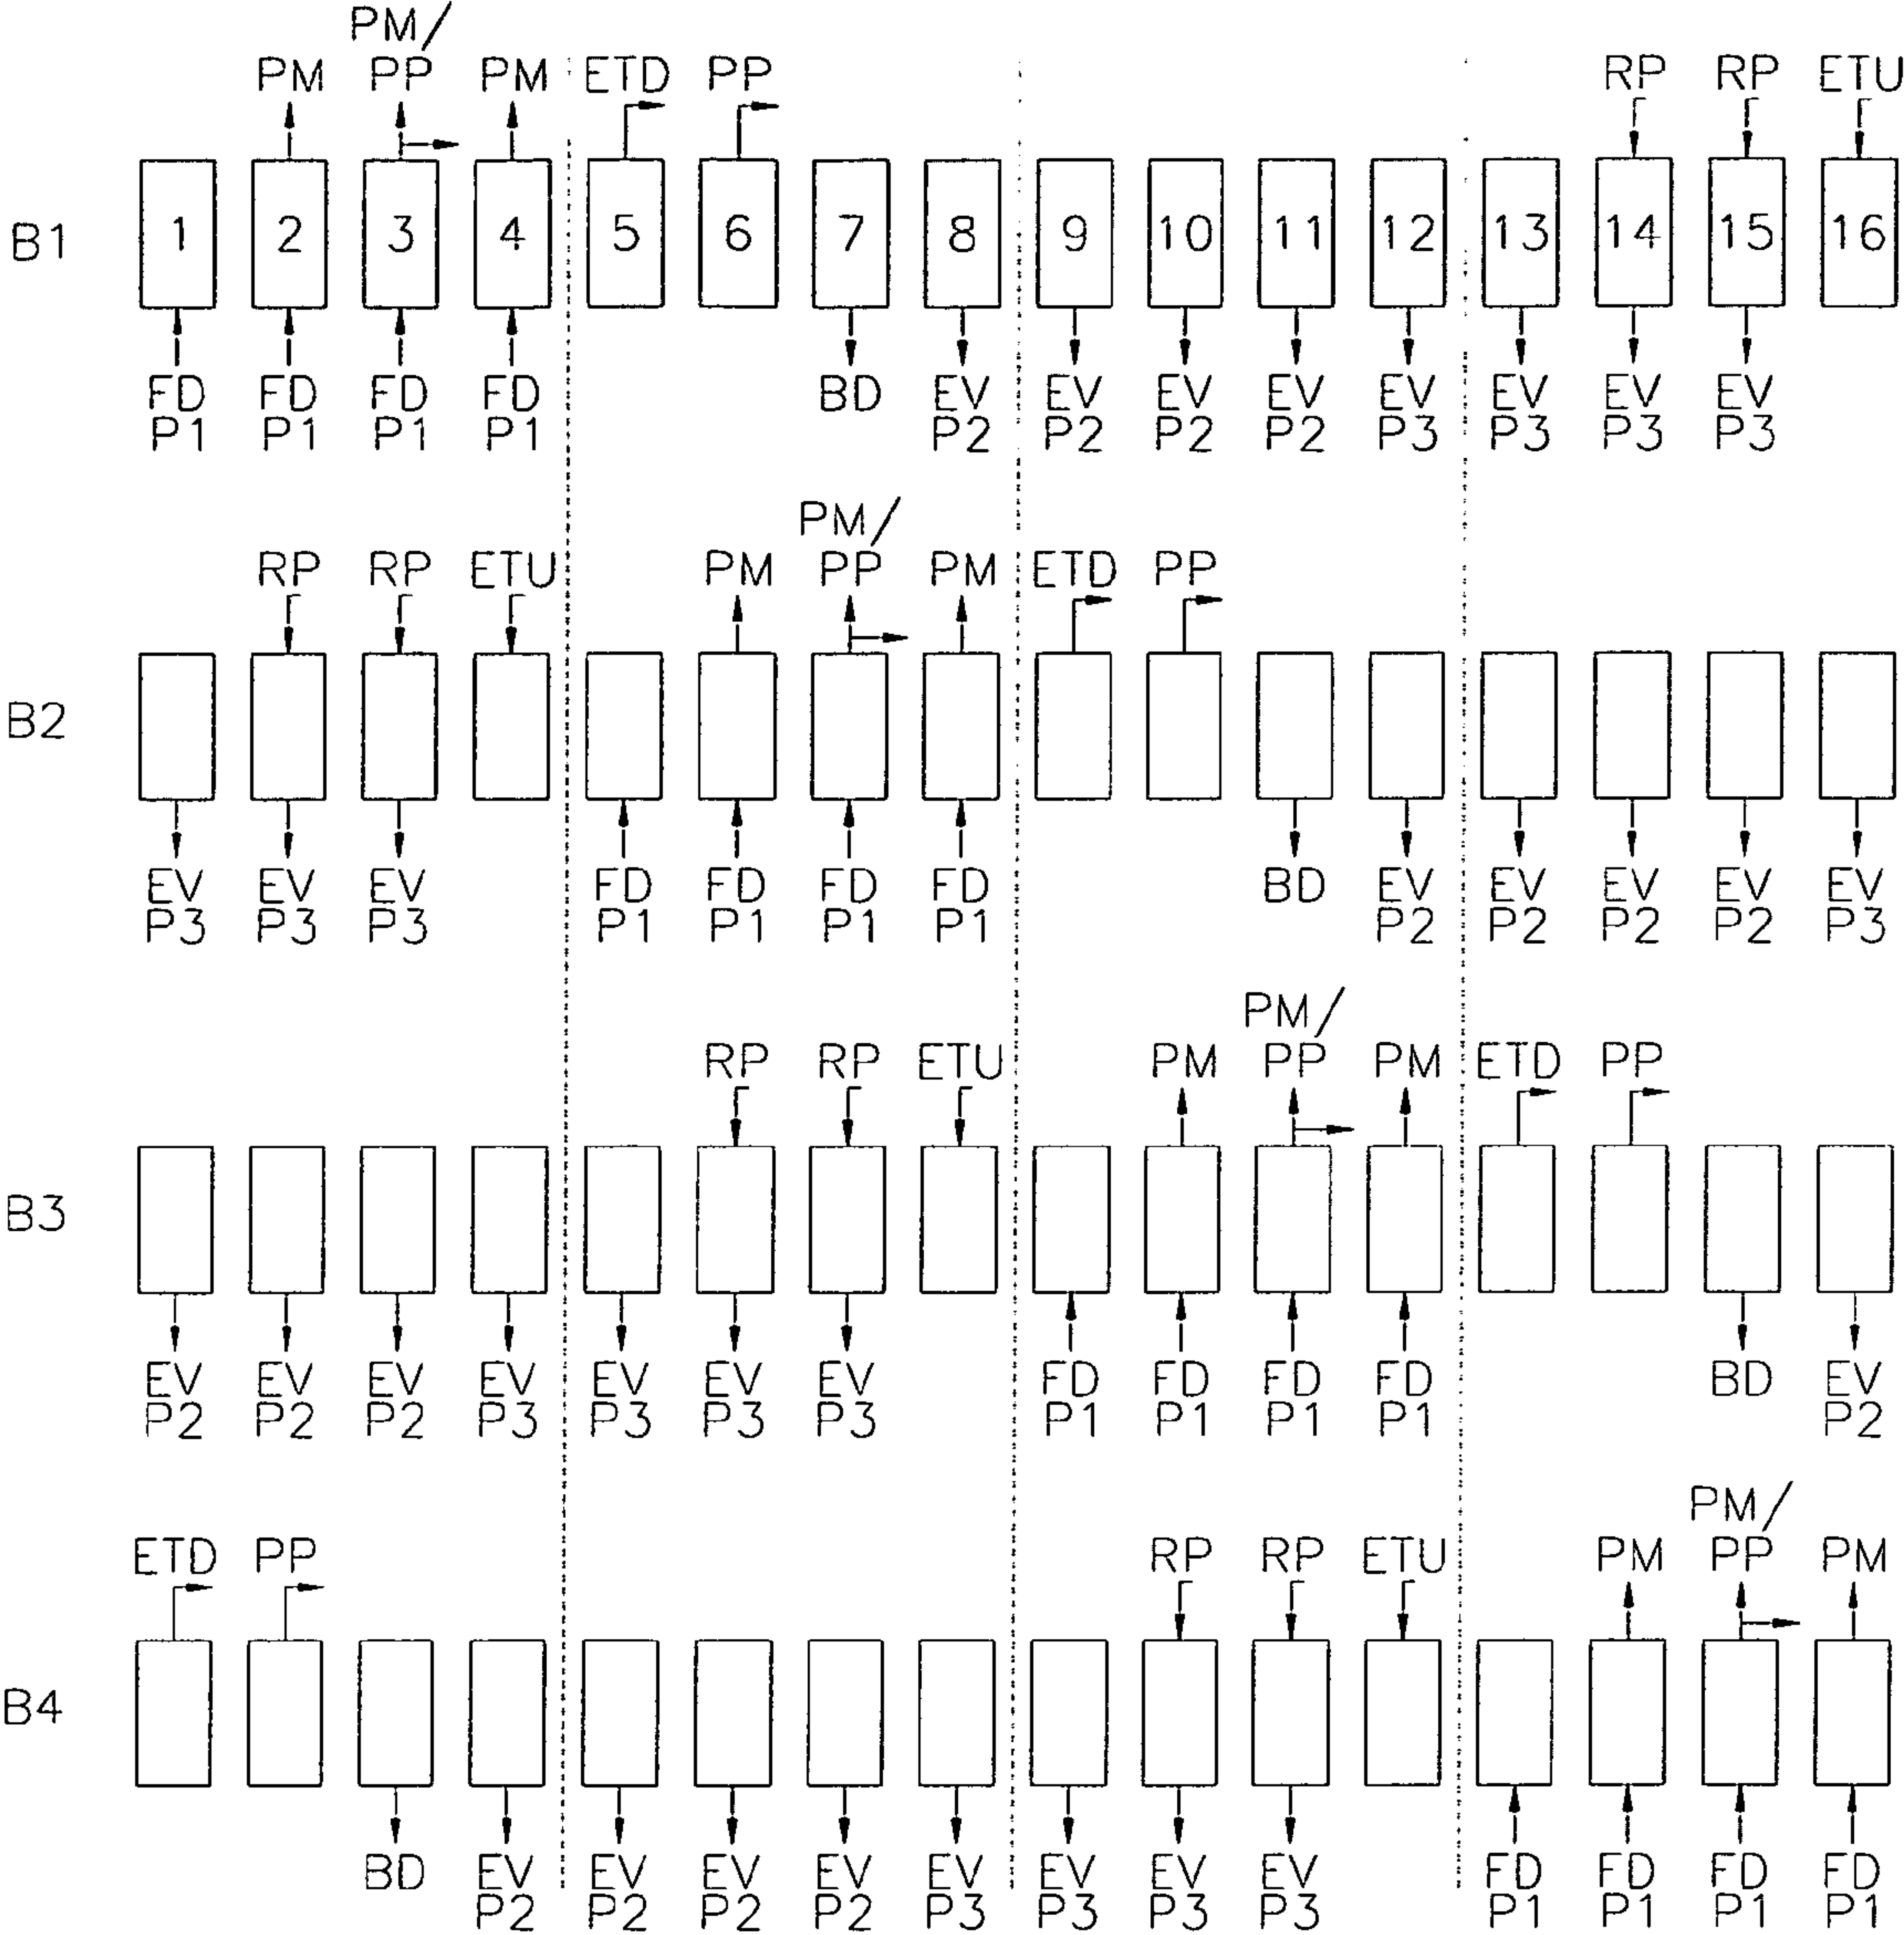 PM/
PM PP PM ETD PP RP RP ETU
B1 1 2 3 4 5 6 7 8 9 10 11 12 13 14 15 16
FD FD FD FD BD EV EV EV EV EV EV EV EV
P1 P1 P1 P1 P2 P2 P2 P2 P3 P3 P3 P3
PM/
RP RP ETU PM PP PM ETD PP
B2
EV EV EV FD FD FD FD BD EV EV EV EV EV
P3 P3 P3 P1 P1 P1 P1 P2 P2 P2 P2 P3
PM/
RP RP ETU PM PP PM ETD PP
B3
EV EV EV EV EV EV EV FD FD FD FD BD EV
P2 P2 P2 P3 P3 P3 P3 P1 P1 P1 P1 P2
PM/
ETD PP RP RP ETU PM PP PM
B4
BD EV EV EV EV EV EV EV EV FD FD FD FD
P2 P2 P2 P2 P3 P3 P3 P3 P1 P1 P1 P1